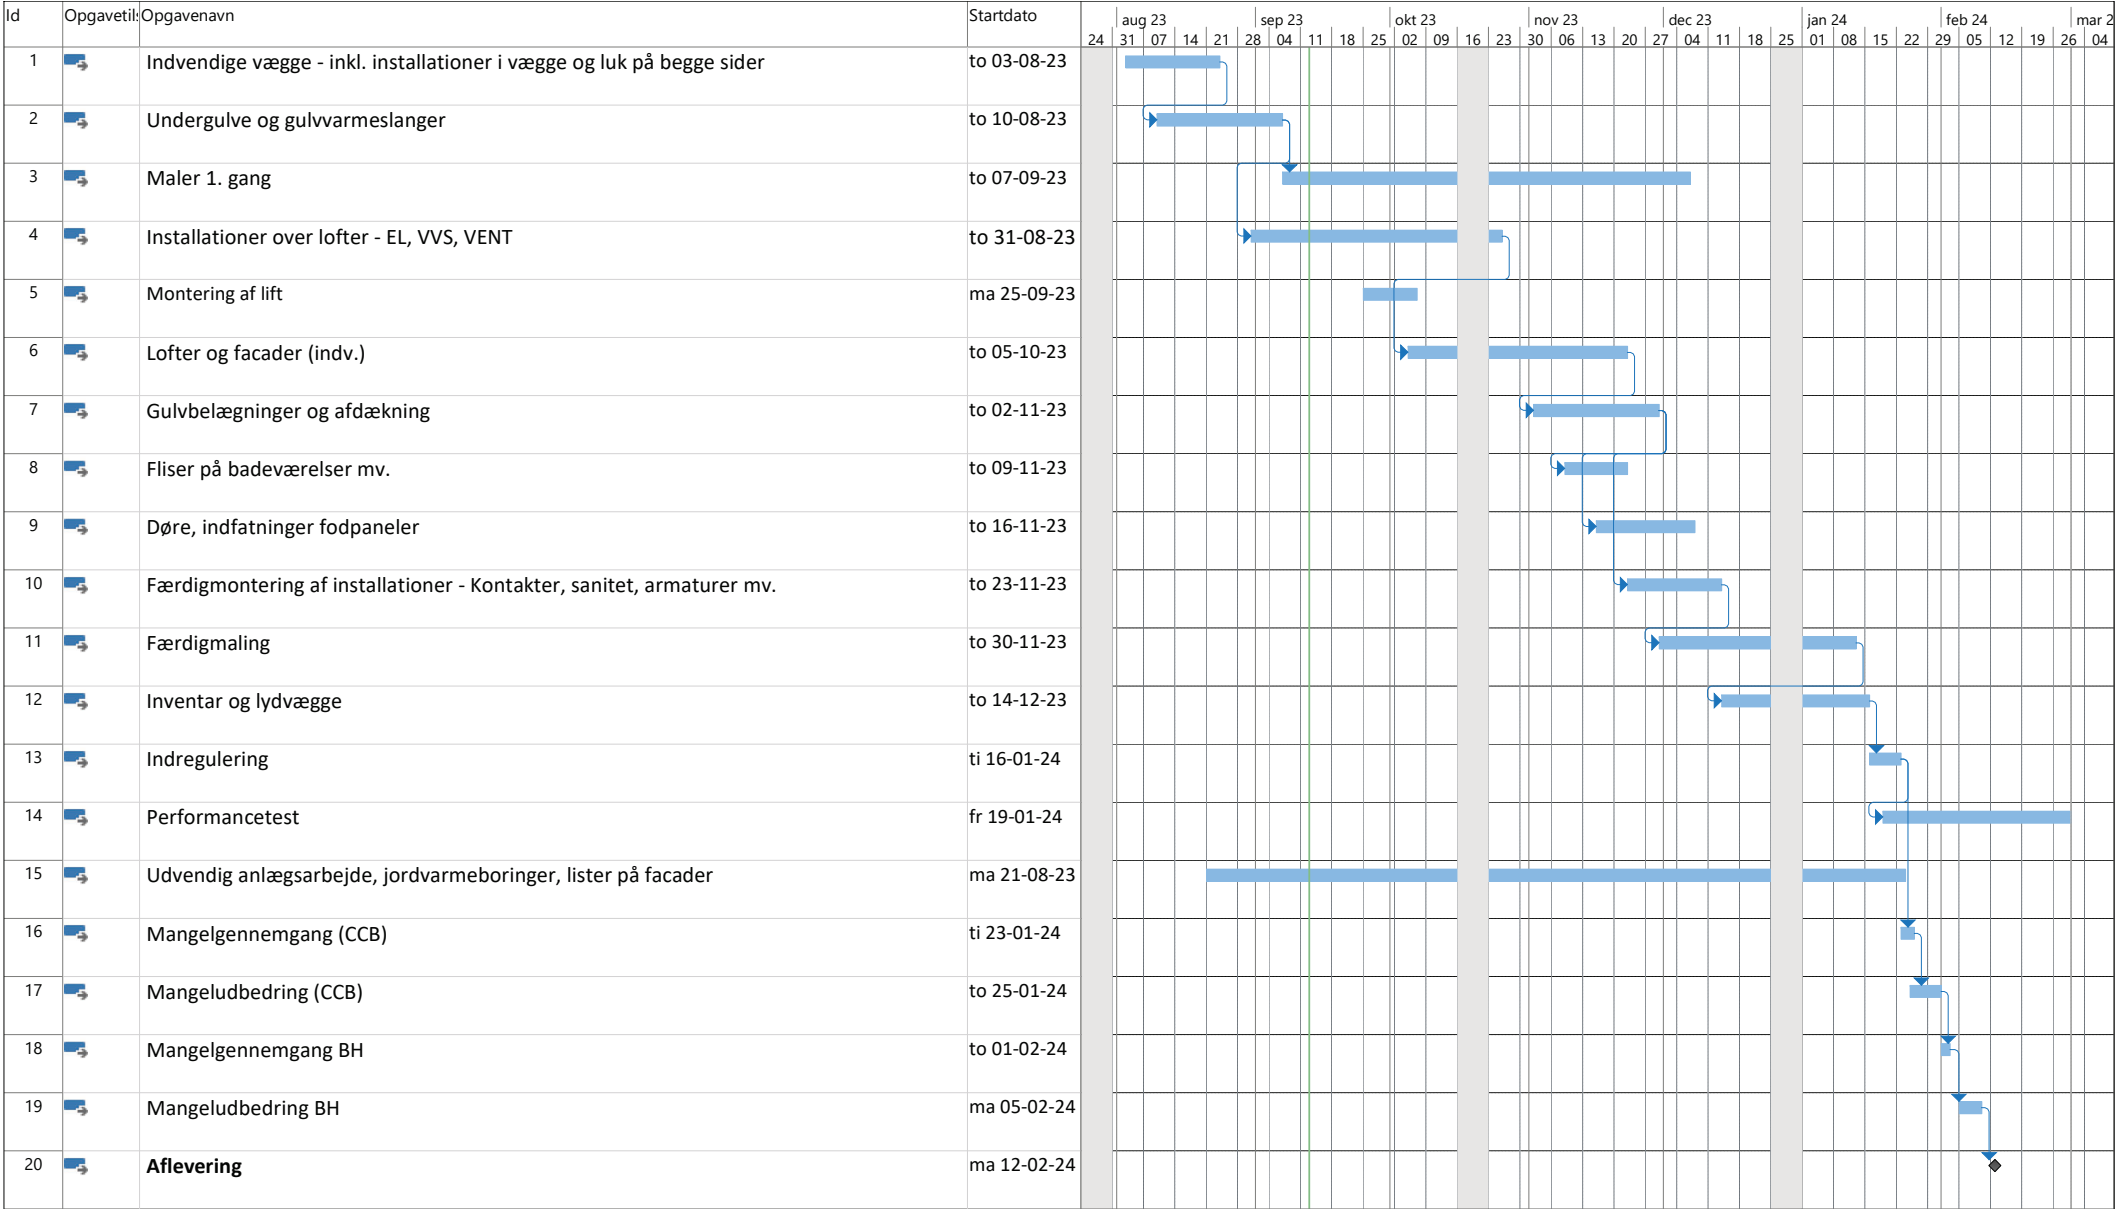 Id Opgavetil Opgavenavn Startdato
aug 23 sep 23 okt 23 nov 23 dec 23 jan 24 feb 24 mar 2
24 31 07 14 21 28 04 11 18 25 02 09 16 23 30 06 13 20 27 04 11 18 25 01 08 15 22 29 05 12 19 26 04
1 Indvendige vægge - inkl. installationer i vægge og luk på begge sider to 03-08-23
2 Undergulve og gulvvarmeslanger to 10-08-23
3 Maler 1. gang to 07-09-23
4 Installationer over lofter - EL, VVS, VENT to 31-08-23
5 Montering af lift ma 25-09-23
6 Lofter og facader (indv.) to 05-10-23
7 Gulvbelægninger og afdækning to 02-11-23
8 Fliser på badeværelser mv. to 09-11-23
9 Døre, indfatninger fodpaneler to 16-11-23
10 Færdigmontering af installationer - Kontakter, sanitet, armaturer mv. to 23-11-23
11 Færdigmaling to 30-11-23
12 Inventar og lydvægge to 14-12-23
13 Indregulering ti 16-01-24
14 Performancetest fr 19-01-24
15 Udvendig anlægsarbejde, jordvarmeboringer, lister på facader ma 21-08-23
16 Mangelgennemgang (CCB) ti 23-01-24
17 Mangeludbedring (CCB) to 25-01-24
18 Mangelgennemgang BH to 01-02-24
19 Mangeludbedring BH ma 05-02-24
20 Aflevering ma 12-02-24